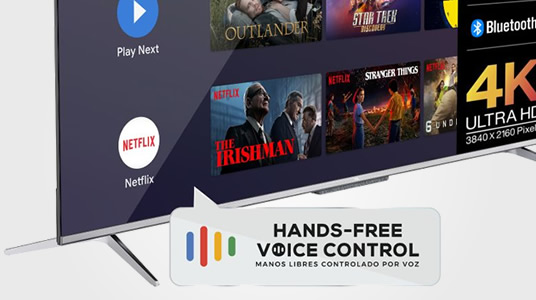 OUTLANDER
STAR TREK
DISCOVERY
Bluetooth
Play Next
NETFLIX
THE
IRISHMAN
NETFLIX
STRANGER THINGS
NETFLIX
4K
ULTRA HD
3840 x 2160 Pixel
NETFLIX
Netflix
HANDS-FREE
VOICE CONTROL
MANOS LIBRES CONTROLADO POR VOZ